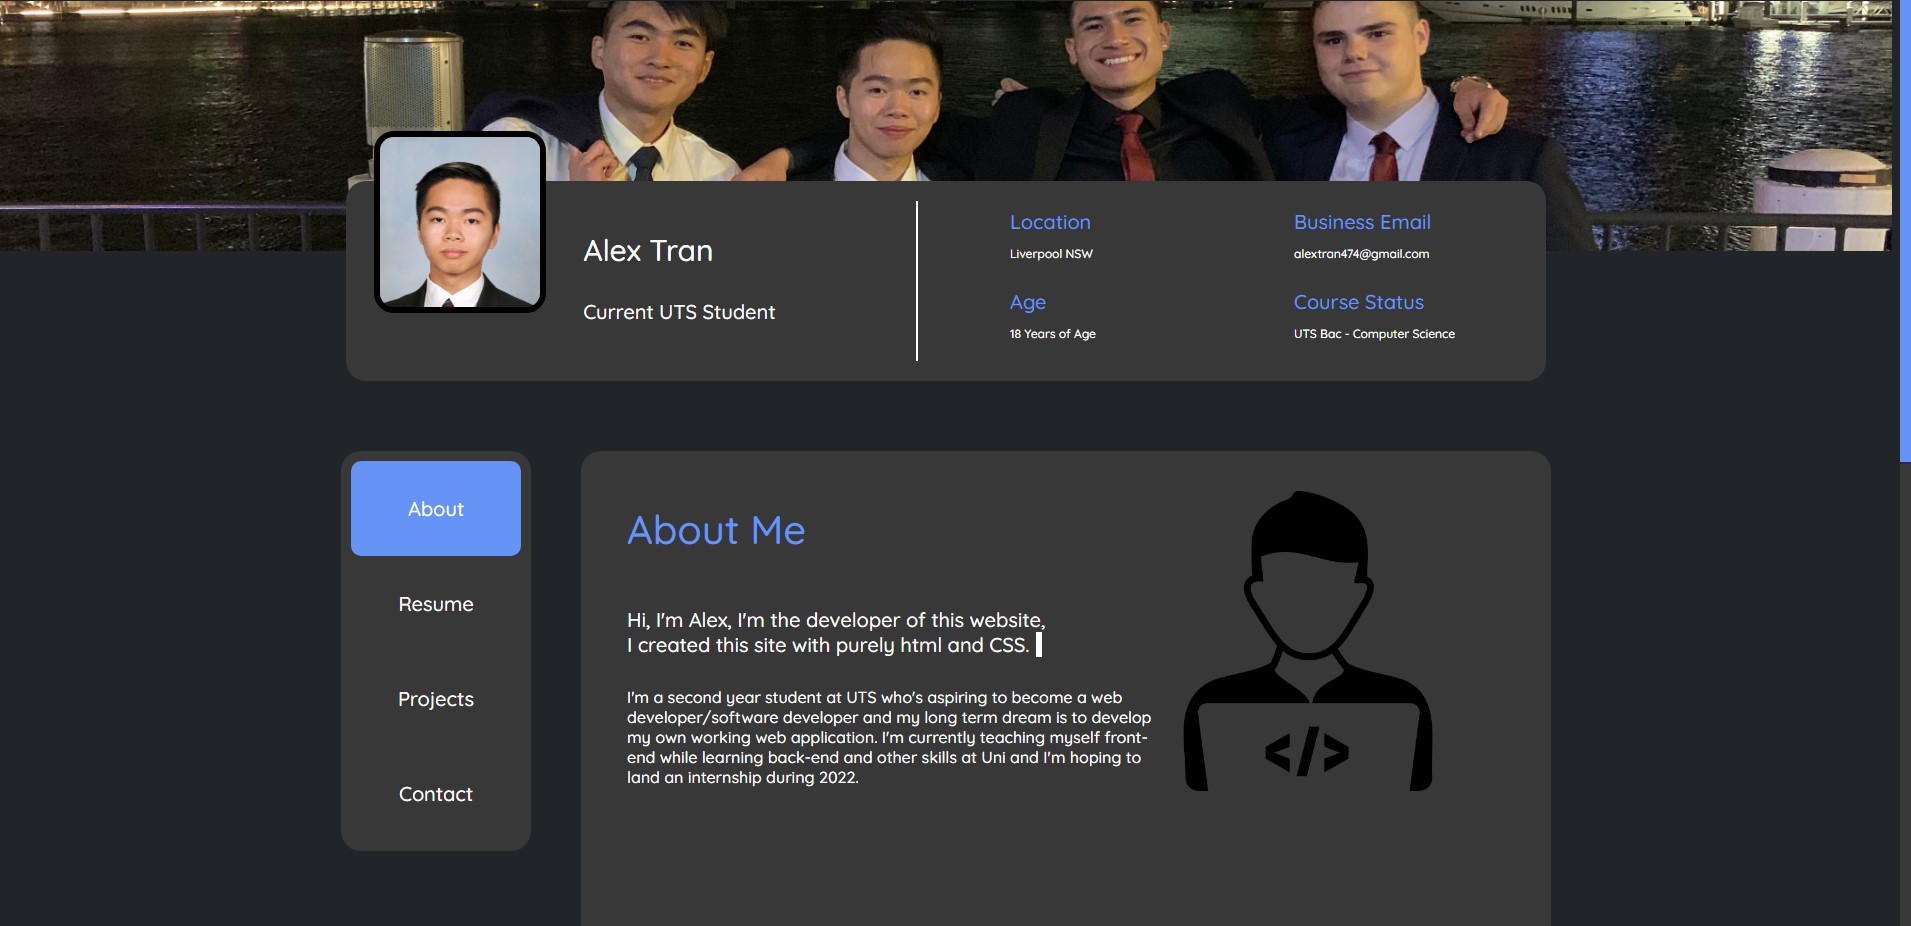 Alex Tran
Current UTS Student
Location
Liverpool NSW
Business Email
alextran474@gmail.com
Age
18 Years of Age
Course Status
UTS Bac - Computer Science
About
Resume
Projects
Contact
About Me
Hi, I'm Alex, I'm the developer of this website,
I created this site with purely html and CSS.
I'm a second year student at UTS who's aspiring to become a web
developer/software developer and my long term dream is to develop
my own working web application. I'm currently teaching myself front-
end while learning back-end and other skills at Uni and I'm hoping to
land an internship during 2022.
</>